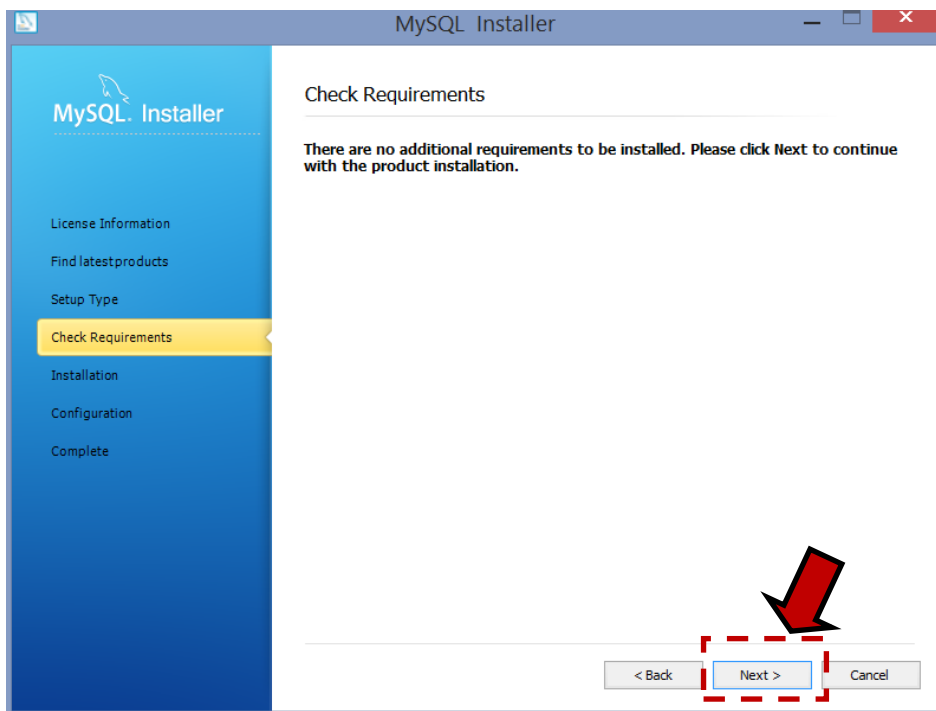 MySQL Installer
MySQL. Installer
Check Requirements
There are no additional requirements to be installed. Please click Next to continue
with the product installation.
License Information
Find latest products
Setup Type
Check Requirements
Installation
Configuration
Complete
< Back
Next >
Cancel